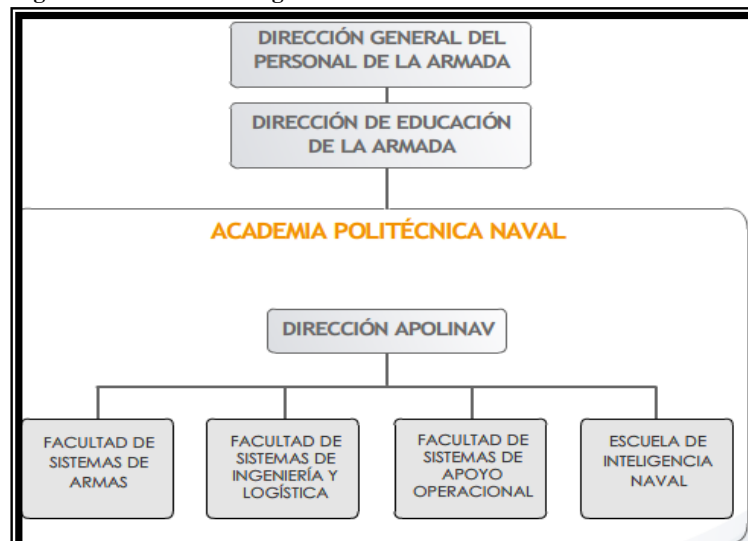 DIRECCIÓN GENERAL DEL
PERSONAL DE LA ARMADA
DIRECCIÓN DE EDUCACIÓN
DE LA ARMADA
ACADEMIA POLITÉCNICA NAVAL
DIRECCIÓN APOLINAV
FACULTAD DE
SISTEMAS DE
ARMAS
FACULTAD DE
SISTEMAS DE
INGENIERÍA Y
LOGÍSTICA
FACULTAD DE
SISTEMAS DE
APOYO
OPERACIONAL
ESCUELA DE
INTELIGENCIA
NAVAL